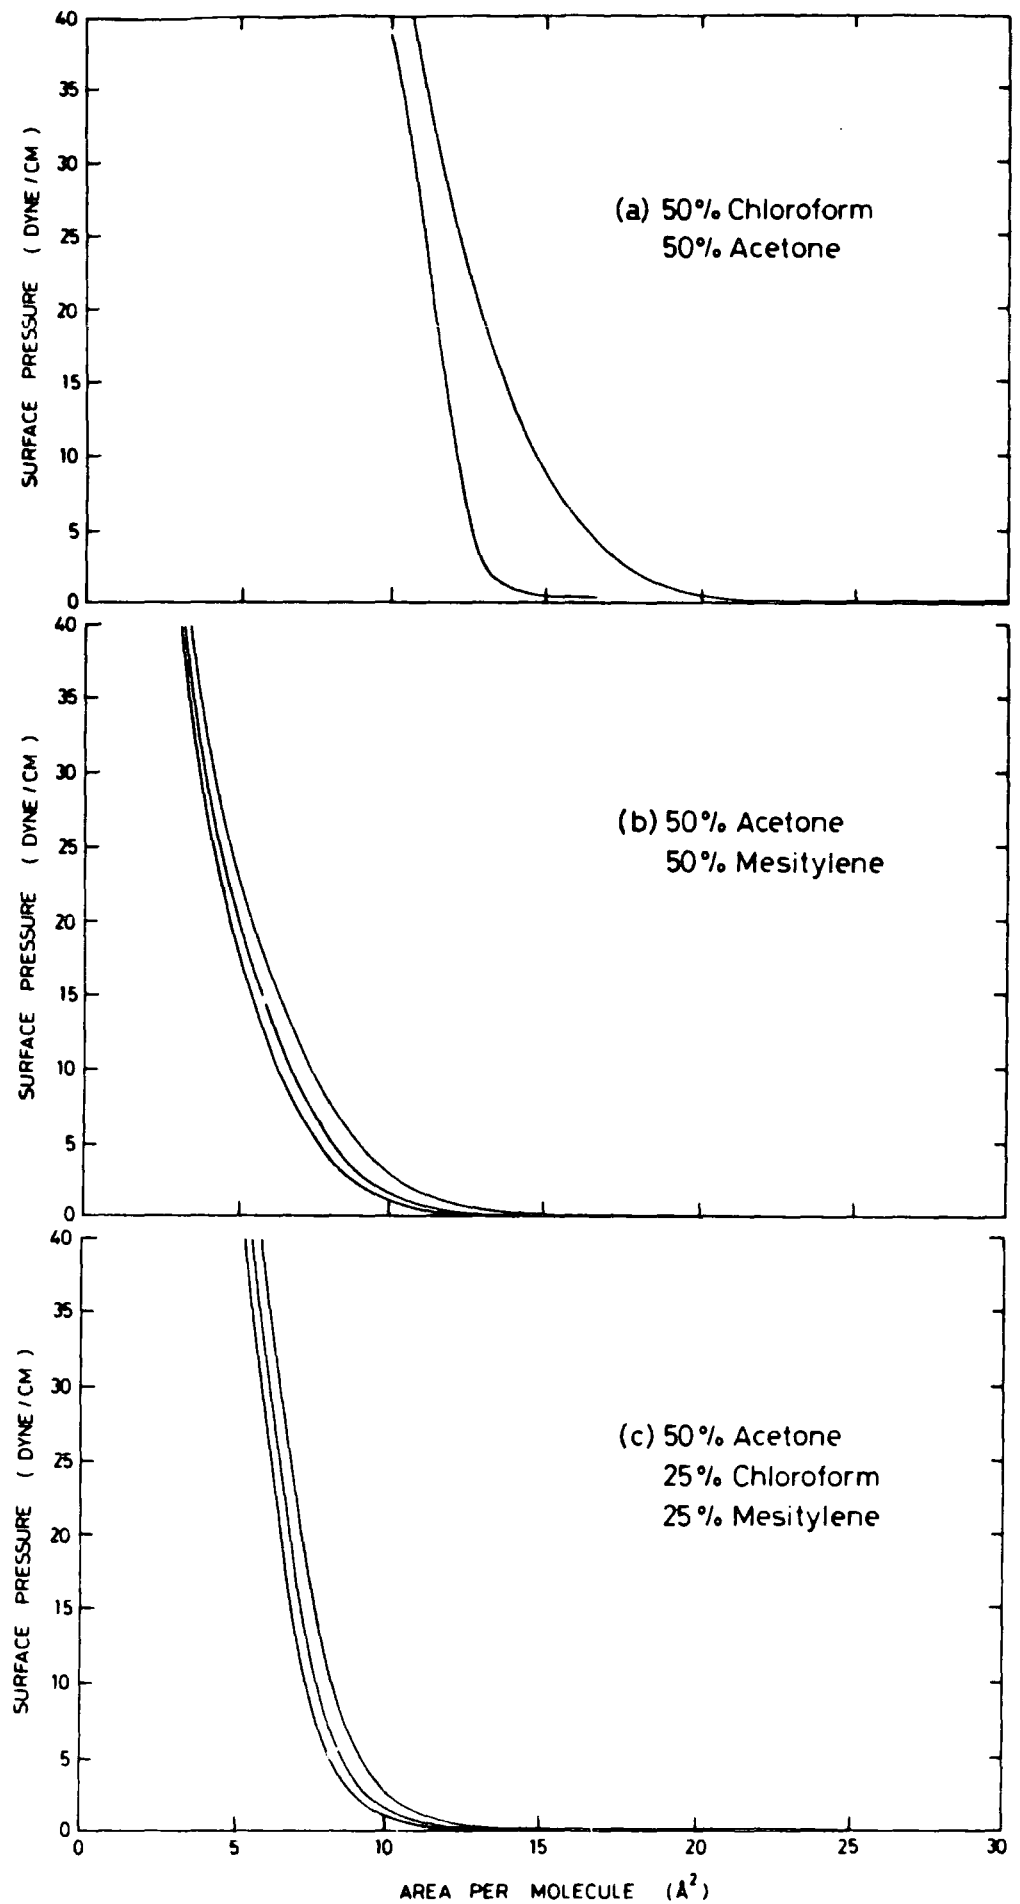 40
35
30
25
20
15
10
5
0
SURFACE PRESSURE (DYNE/CM)
(a) 50% Chloroform
50% Acetone
40
35
30
25
20
15
10
5
0
SURFACE PRESSURE (DYNE/CM)
(b) 50% Acetone
50% Mesitylene
40
35
30
25
20
15
10
5
0
SURFACE PRESSURE (DYNE/CM)
(c) 50% Acetone
25% Chloroform
25% Mesitylene
0 5 10 15 20 25 30
AREA PER MOLECULE (Å²)